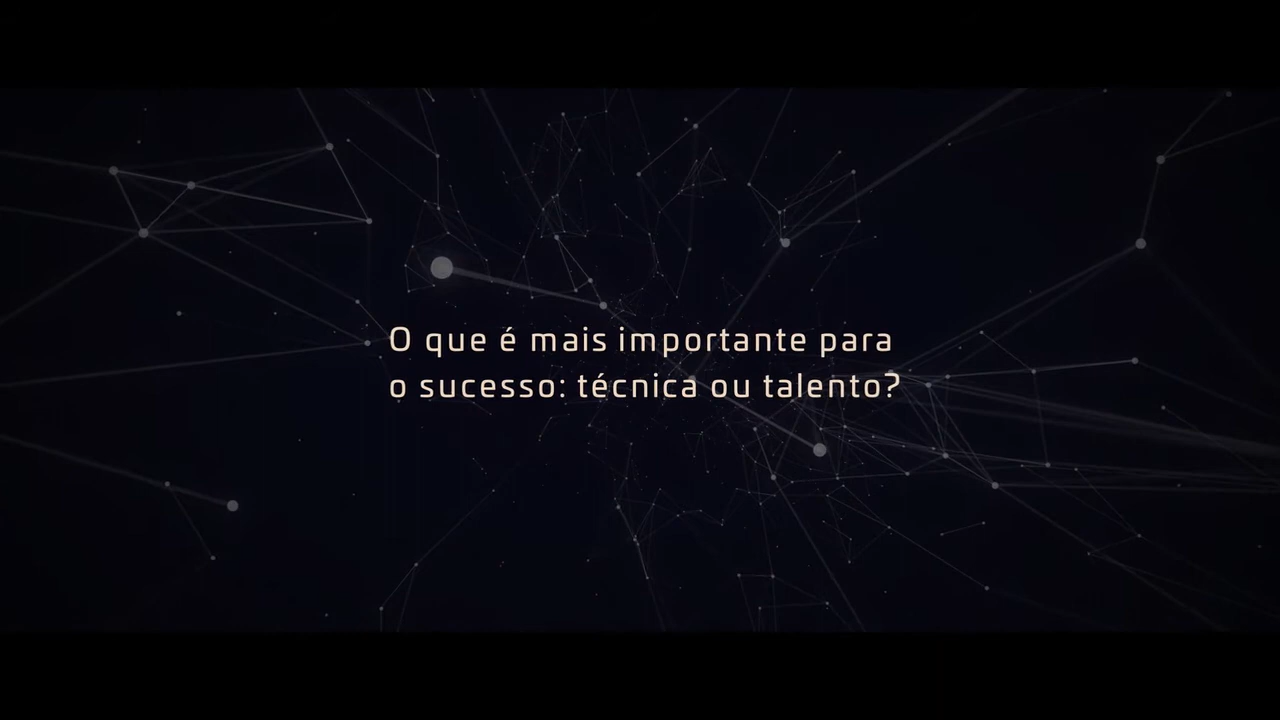 O que é mais importante para
o sucesso: técnica ou talento?